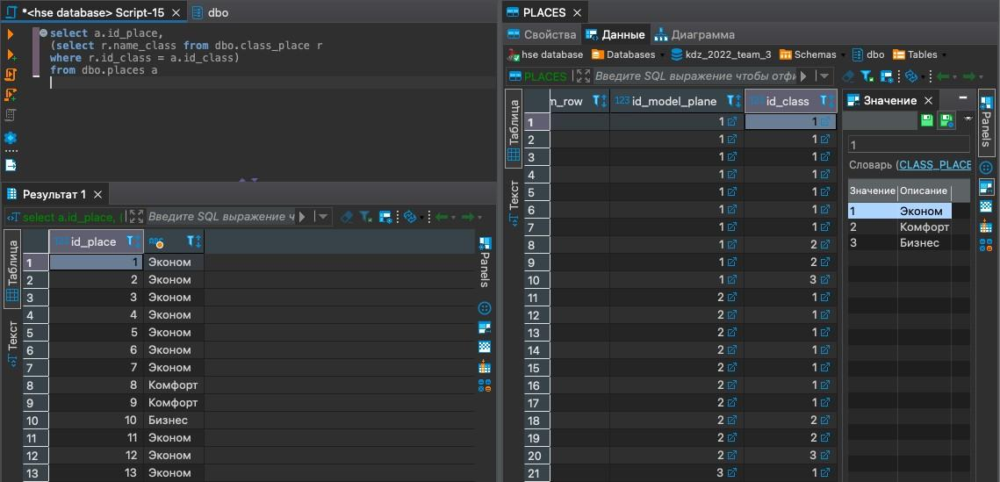 *<hse database> Script-15
dbo
select a.id_place,
(select r.name_class from dbo.class_place r
where r.id_class = a.id_class)
from dbo.places a
Результат 1
select a.id_place, (
Введите SQL выражение ч
Таблица
Текст
123 id_place ABC
1 1 Эконом
2 2 Эконом
3 3 Эконом
4 4 Эконом
5 5 Эконом
6 6 Эконом
7 7 Эконом
8 8 Комфорт
9 9 Комфорт
10 10 Бизнес
11 11 Эконом
12 12 Эконом
13 13 Эконом
Panels
PLACES
Свойства Данные Диаграмма
hse database Databases kdz_2022_team_3 Schemas dbo Tables
PLACES Введите SQL выражение чтобы отфи
Таблица
Текст
m_row 123 id_model_plane 123 id_class
1 1 1
2 1 1
3 1 1
4 1 1
5 1 1
6 1 1
7 1 1
8 1 2
9 1 2
10 1 3
11 2 1
12 2 1
13 2 1
14 2 1
15 2 1
16 2 1
17 2 1
18 2 2
19 2 2
20 2 3
21 3 1
Значение
1
Словарь (CLASS_PLACE
Значение Описание
1 Эконом
2 Комфорт
3 Бизнес
Panels